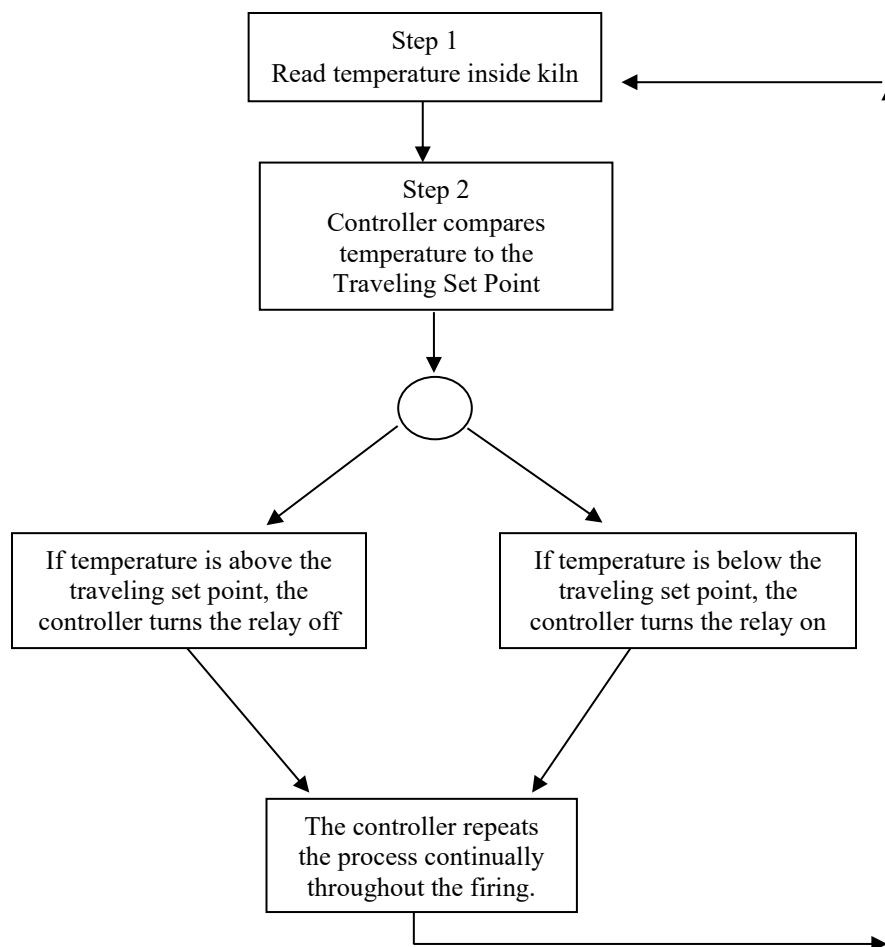 Step 1
Read temperature inside kiln
Step 2
Controller compares
temperature to the
Traveling Set Point
If temperature is above the
traveling set point, the
controller turns the relay off
If temperature is below the
traveling set point, the
controller turns the relay on
The controller repeats
the process continually
throughout the firing.